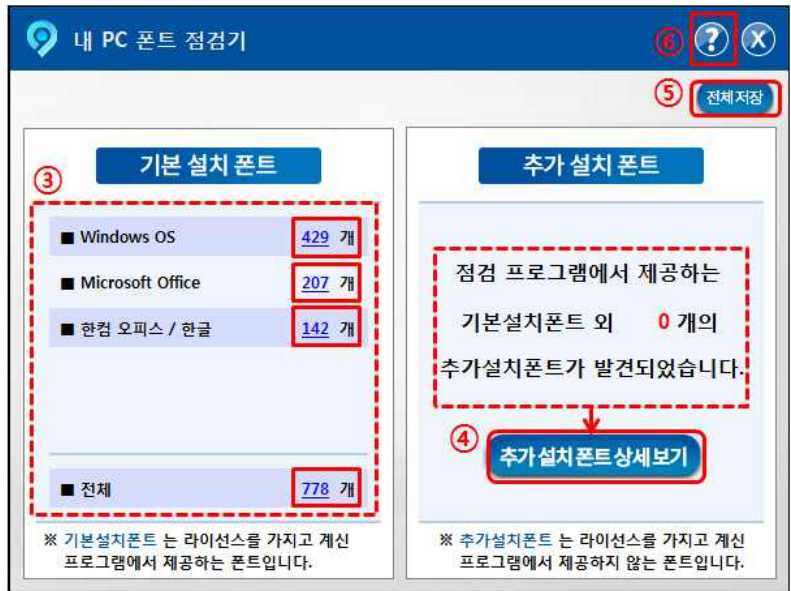 내 PC 폰트 점검기
⑥ ? X
⑤ 전체저장
기본 설치 폰트
③
■ Windows OS 429 개
■ Microsoft Office 207 개
■ 한컴 오피스 / 한글 142 개
■ 전체 778 개
※ 기본설치폰트 는 라이선스를 가지고 계신
프로그램에서 제공하는 폰트입니다.
추가 설치 폰트
점검 프로그램에서 제공하는
기본설치폰트 외 0 개의
추가설치폰트가 발견되었습니다.
④ 추가 설치 폰트 상세 보기
※ 추가설치폰트 는 라이선스를 가지고 계신
프로그램에서 제공하지 않는 폰트입니다.